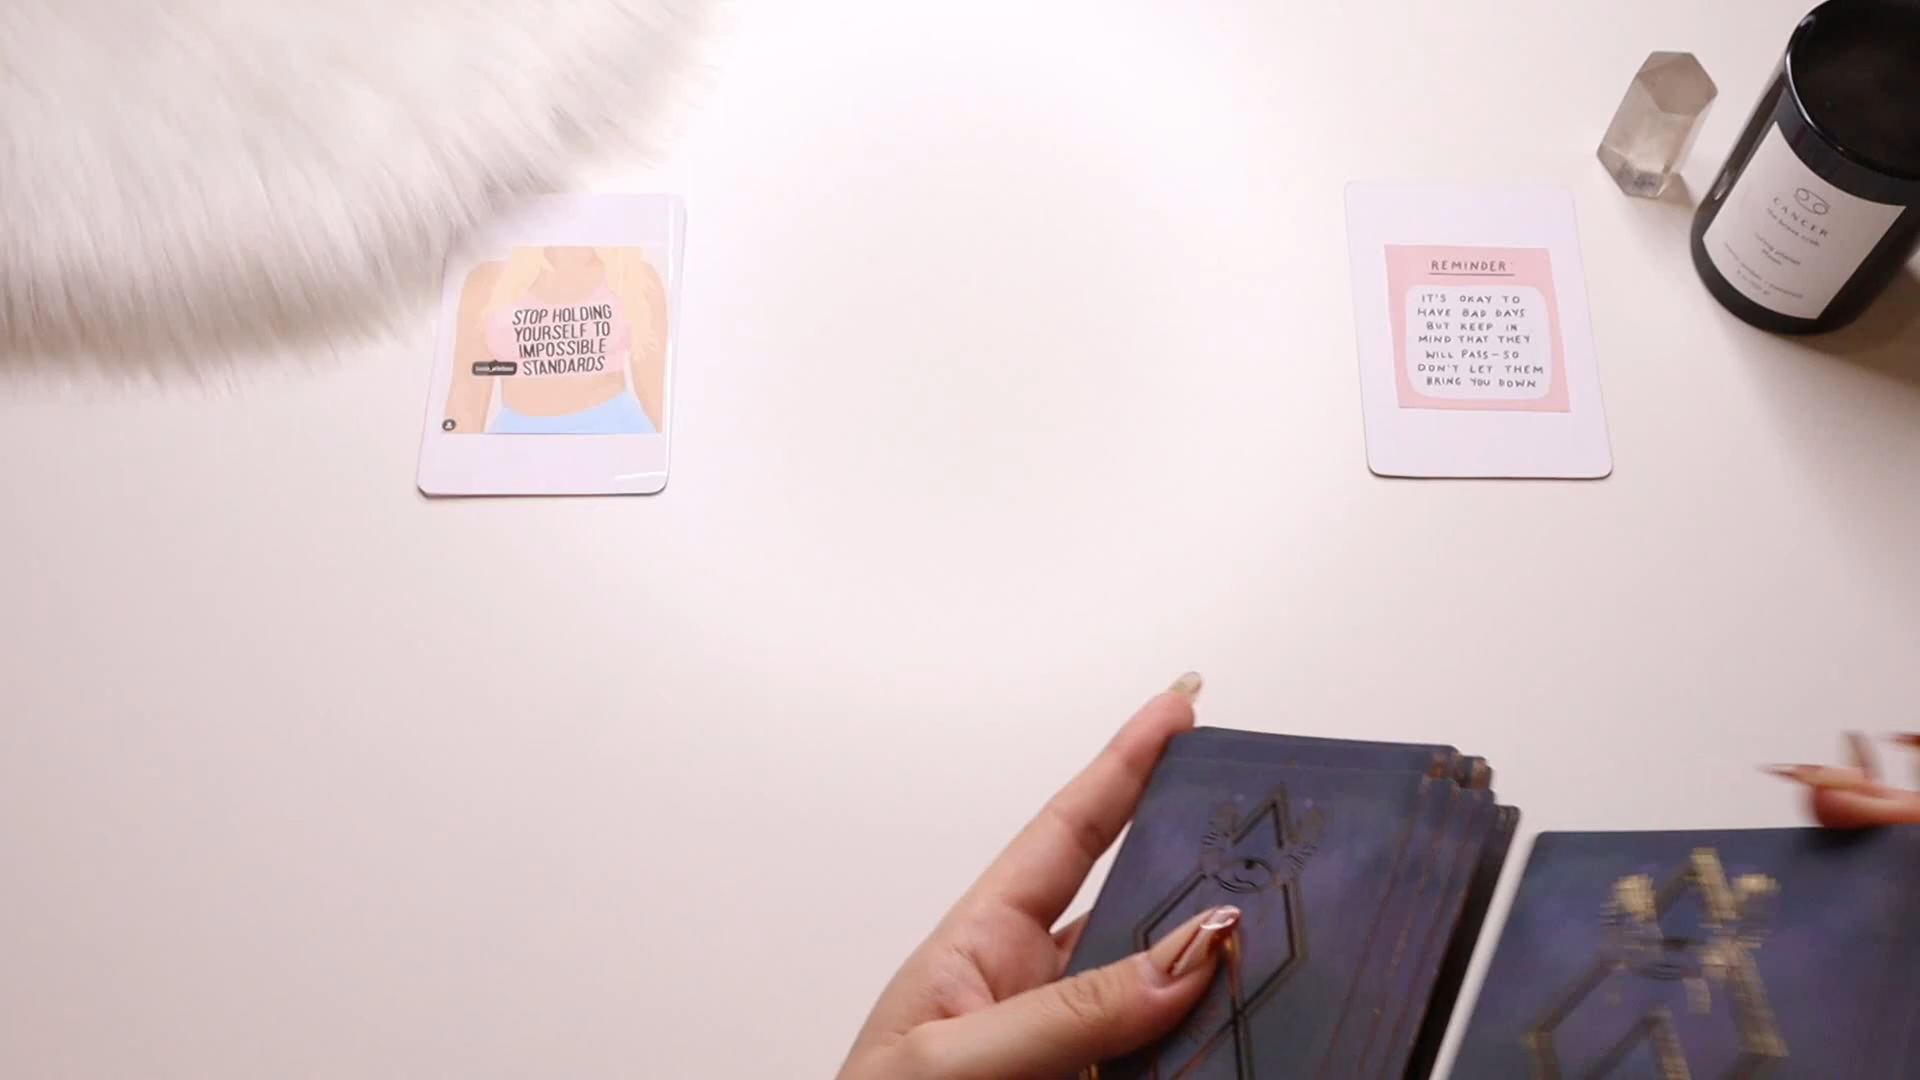 STOP HOLDING
YOURSELF TO
IMPOSSIBLE
STANDARDS
REMINDER:
IT'S OKAY TO
HAVE BAD DAYS
BUT KEEP IN
MIND THAT THEY
WILL PASS – SO
DON'T LET THEM
BRING YOU DOWN
CANCER